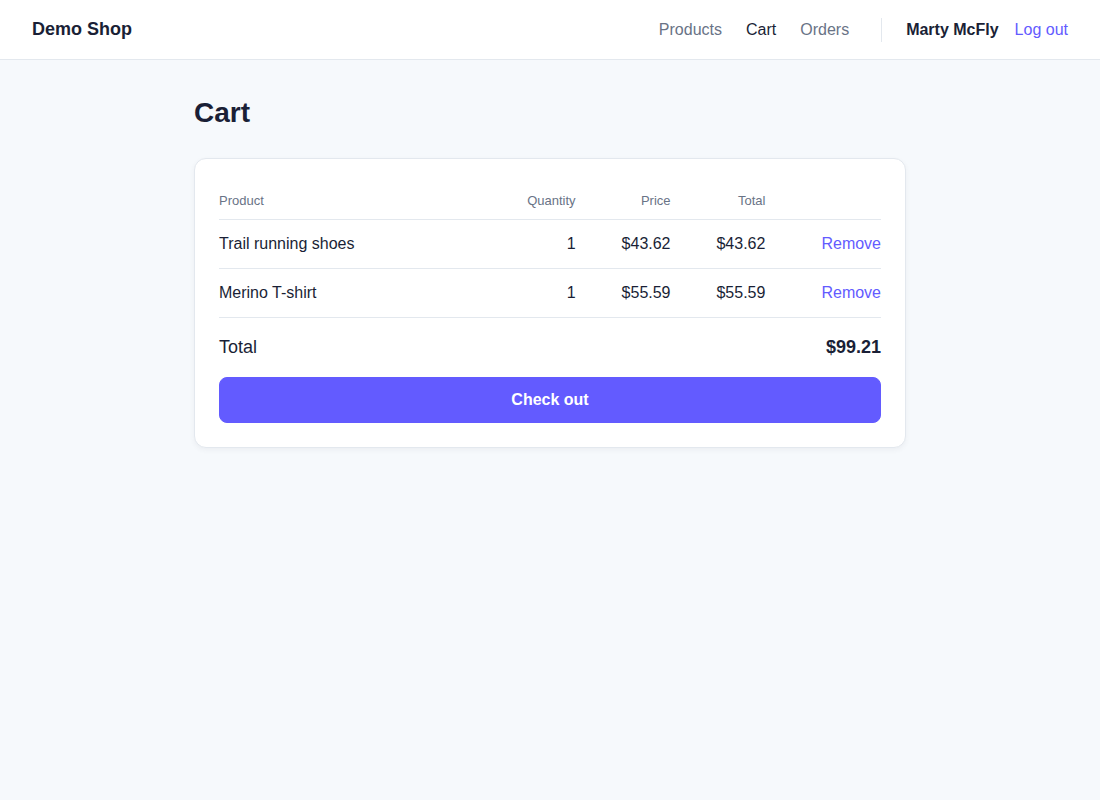 Demo Shop Products Cart Orders Marty McFly Log out
Cart
Product Quantity Price Total
Trail running shoes 1 $43.62 $43.62 Remove
Merino T-shirt 1 $55.59 $55.59 Remove
Total $99.21
Check out